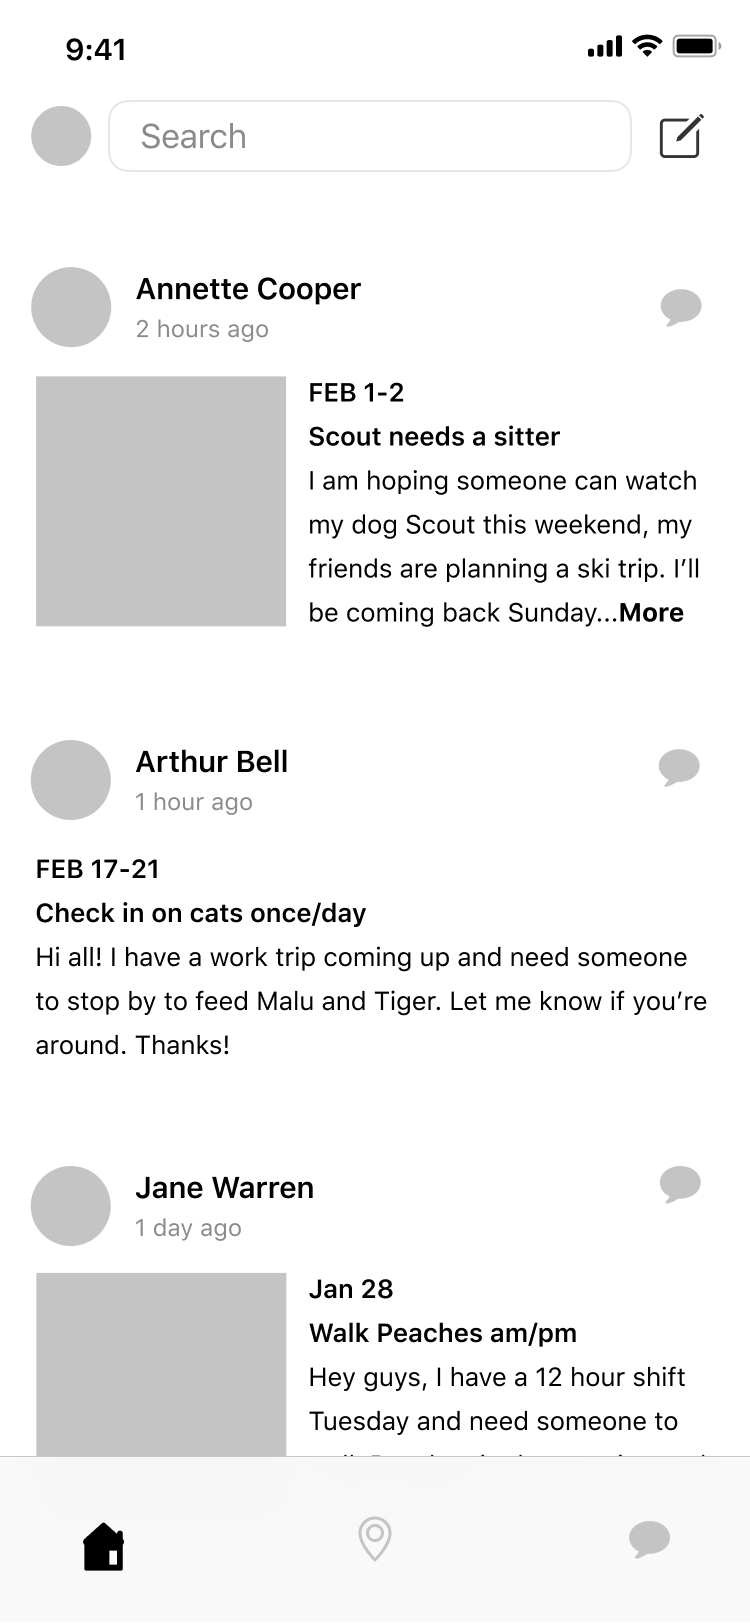 9:41
Search
Annette Cooper
2 hours ago
FEB 1-2
Scout needs a sitter
I am hoping someone can watch
my dog Scout this weekend, my
friends are planning a ski trip. I’ll
be coming back Sunday...More
Arthur Bell
1 hour ago
FEB 17-21
Check in on cats once/day
Hi all! I have a work trip coming up and need someone
to stop by to feed Malu and Tiger. Let me know if you’re
around. Thanks!
Jane Warren
1 day ago
Jan 28
Walk Peaches am/pm
Hey guys, I have a 12 hour shift
Tuesday and need someone to